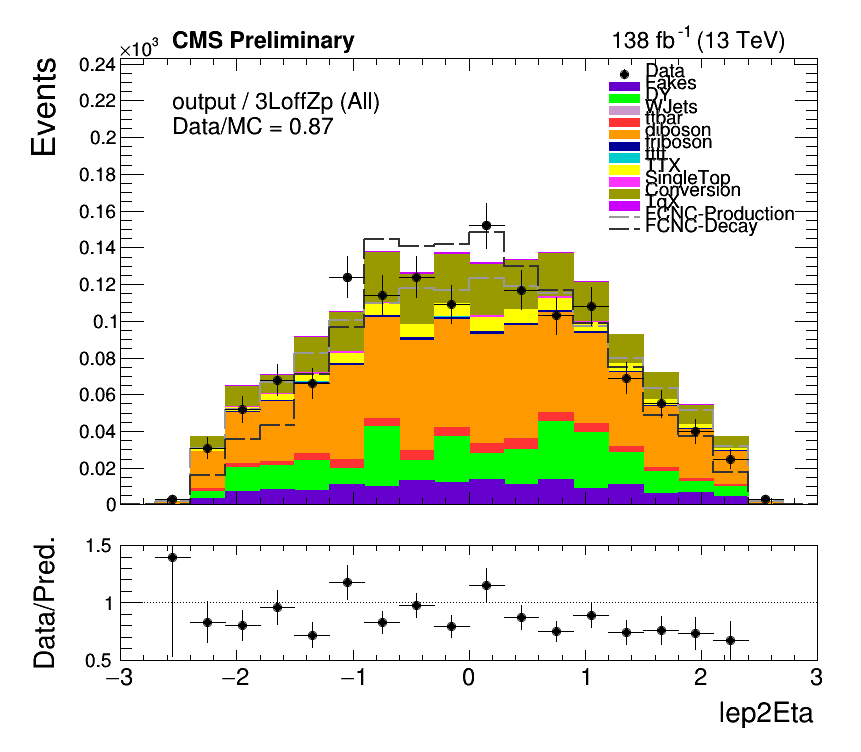 CMS Preliminary
138 fb⁻¹ (13 TeV)
×10³
Events
0.24
0.22
0.2
0.18
0.16
0.14
0.12
0.1
0.08
0.06
0.04
0.02
0
output / 3LoffZp (All)
Data/MC = 0.87
Data
Fakes
DY
WJets
ttbar
diboson
triboson
tttt
TTX
SingleTop
Conversion
TqX
FCNC-Production
FCNC-Decay
Data/Pred.
1.5
1
0.5
−3 −2 −1 0 1 2 3
lep2Eta